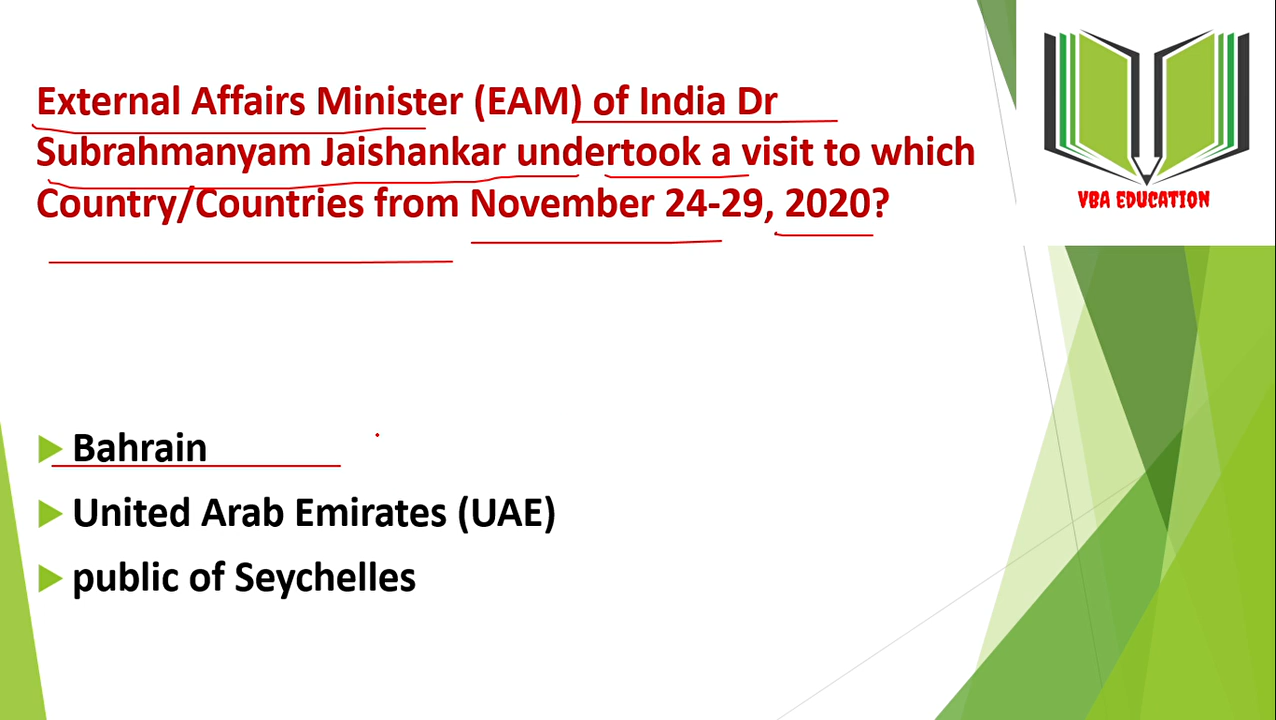 External Affairs Minister (EAM) of India Dr
Subrahmanyam Jaishankar undertook a visit to which
Country/Countries from November 24-29, 2020?
VBA EDUCATION
Bahrain
United Arab Emirates (UAE)
public of Seychelles